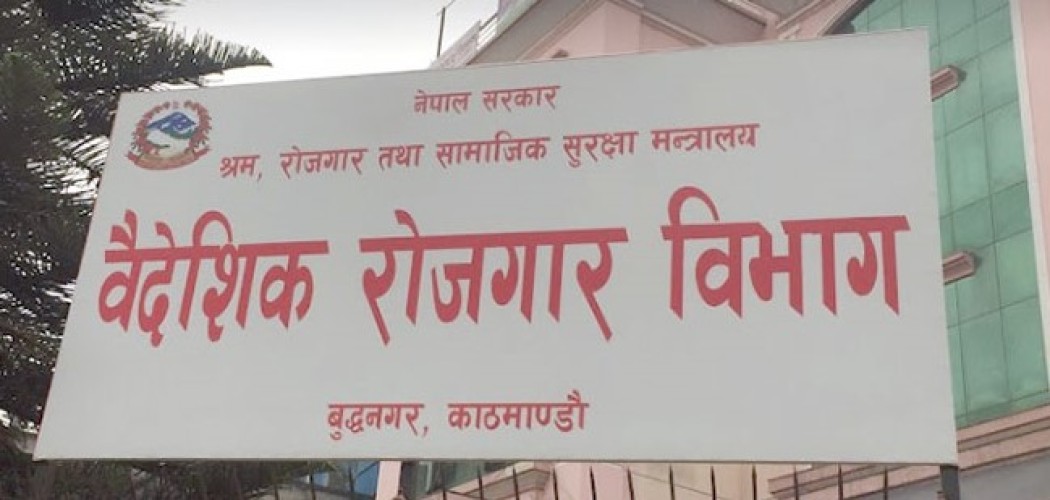 नेपाल सरकार
श्रम, रोजगार तथा सामाजिक सुरक्षा मन्त्रालय
वैदेशिक रोजगार विभाग
बुद्धनगर, काठमाण्डौ